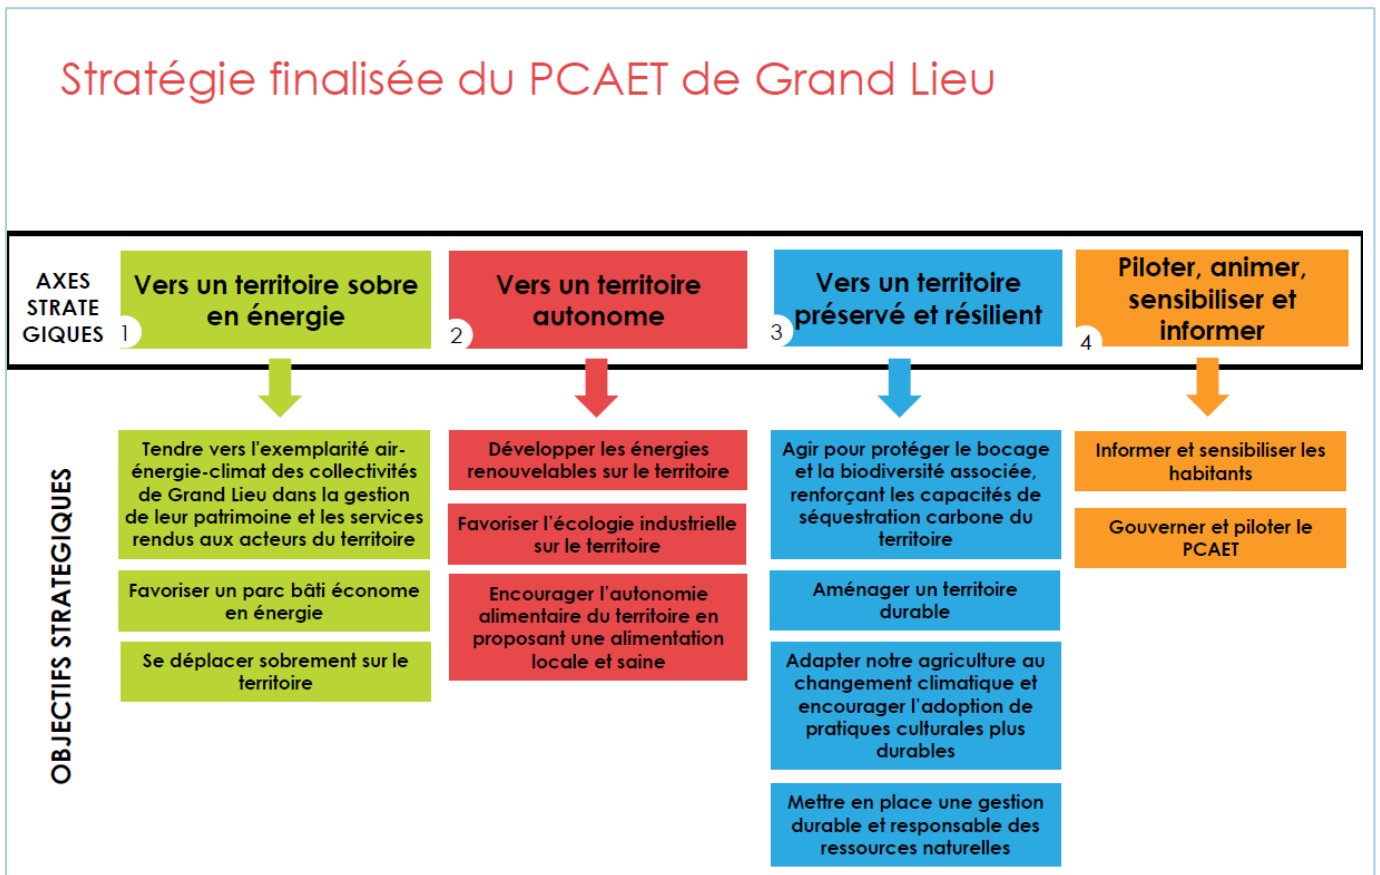 Stratégie finalisée du PCAET de Grand Lieu
AXES
STRATE
GIQUES
Vers un territoire sobre
en énergie
1
Vers un territoire
autonome
2
Vers un territoire
préservé et résilient
3
Piloter, animer,
sensibiliser et
informer
4
OBJECTIFS STRATEGIQUES
Tendre vers l'exemplarité air-
énergie-climat des collectivités
de Grand Lieu dans la gestion
de leur patrimoine et les services
rendus aux acteurs du territoire
Favoriser un parc bâti économe
en énergie
Se déplacer sobrement sur le
territoire
Développer les énergies
renouvelables sur le territoire
Favoriser l'écologie industrielle
sur le territoire
Encourager l'autonomie
alimentaire du territoire en
proposant une alimentation
locale et saine
Agir pour protéger le bocage
et la biodiversité associée,
renforçant les capacités de
séquestration carbone du
territoire
Aménager un territoire
durable
Adapter notre agriculture au
changement climatique et
encourager l'adoption de
pratiques culturales plus
durables
Mettre en place une gestion
durable et responsable des
ressources naturelles
Informer et sensibiliser les
habitants
Gouverner et piloter le
PCAET